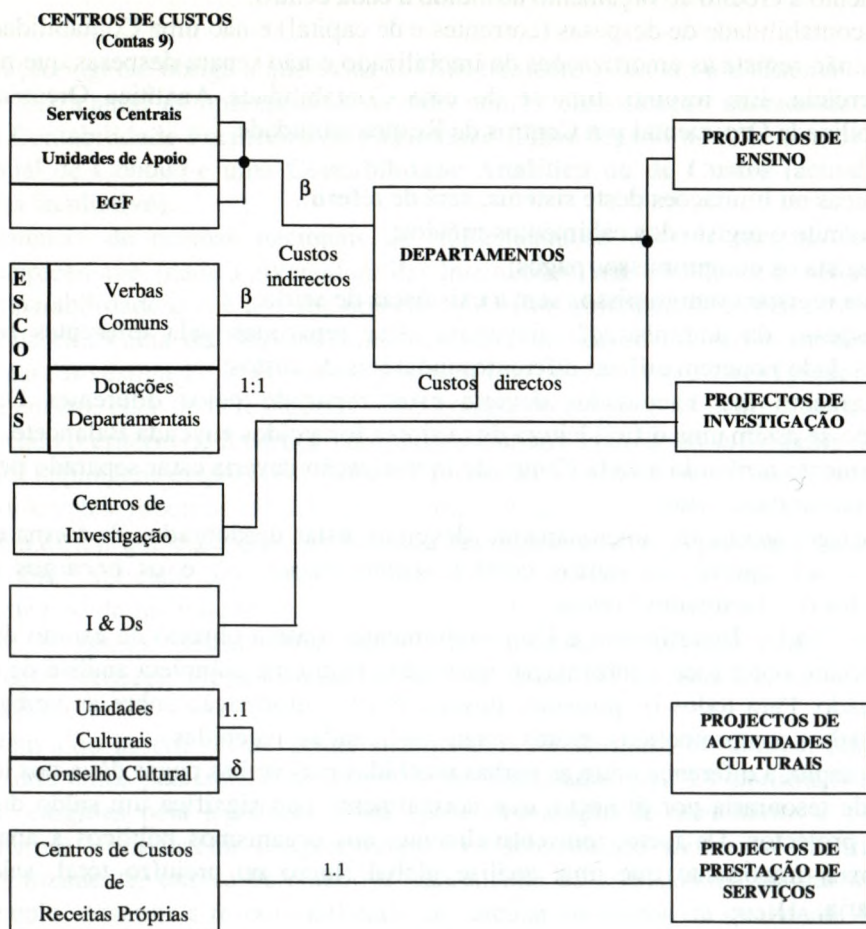 CENTROS DE CUSTOS
(Contas 9)
Serviços Centrais
Unidades de Apoio
EGF
β
Custos
indirectos
DEPARTAMENTOS
PROJECTOS DE
ENSINO
ESCOLAS
Verbas
Comuns
β
Dotações
Departamentais
1:1
Custos directos
PROJECTOS DE
INVESTIGAÇÃO
Centros de
Investigação
I & Ds
Unidades
Culturais
1.1
Conselho Cultural
δ
PROJECTOS DE
ACTIVIDADES
CULTURAIS
Centro de Custos
de
Receitas Próprias
1.1
PROJECTOS DE
PRESTAÇÃO DE
SERVIÇOS